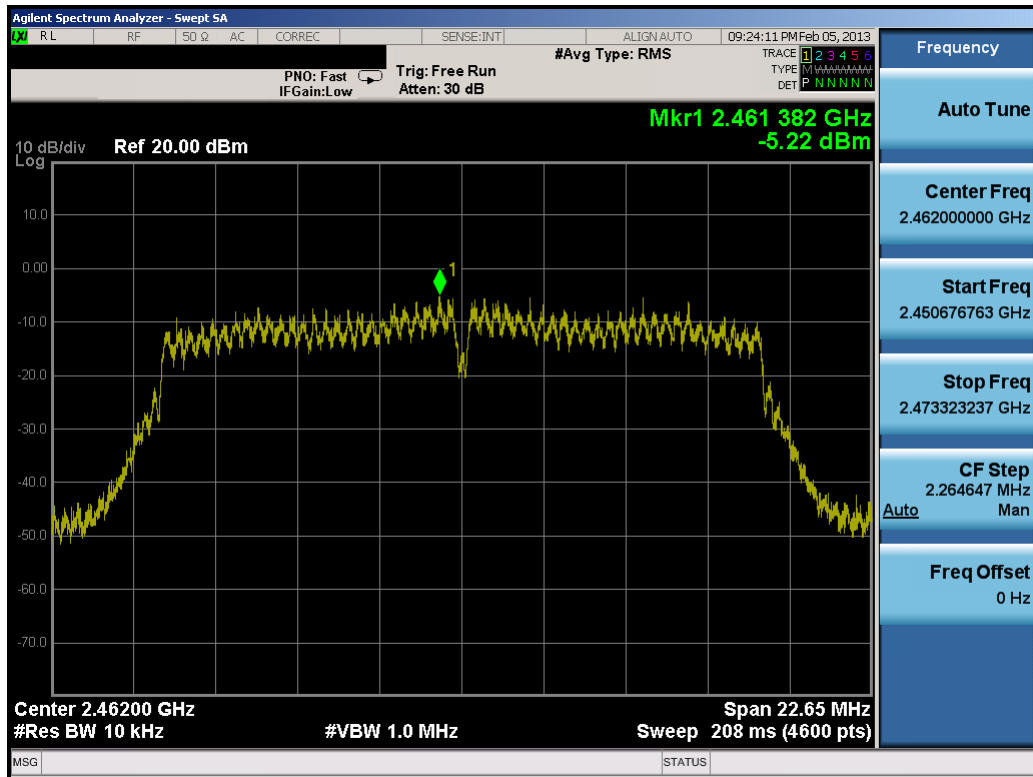 Agilent Spectrum Analyzer - Swept SA
LXI RL RF 50 Ω AC CORREC SENSE:INT ALIGN AUTO 09:24:11 PM Feb 05, 2013
PNO: Fast
IFGain:Low
Trig: Free Run
Atten: 30 dB
#Avg Type: RMS
TRACE 1 2 3 4 5 6
TYPE M W W W W W
DET P N N N N N
Mkr1 2.461 382 GHz
-5.22 dBm
10 dB/div
Log
Ref 20.00 dBm
10.0
0.00
-10.0
-20.0
-30.0
-40.0
-50.0
-60.0
-70.0
1
Center 2.46200 GHz
Span 22.65 MHz
#Res BW 10 kHz
#VBW 1.0 MHz
Sweep 208 ms (4600 pts)
MSG
STATUS
Frequency
Auto Tune
Center Freq
2.462000000 GHz
Start Freq
2.450676763 GHz
Stop Freq
2.473323237 GHz
CF Step
2.264647 MHz
Auto Man
Freq Offset
0 Hz